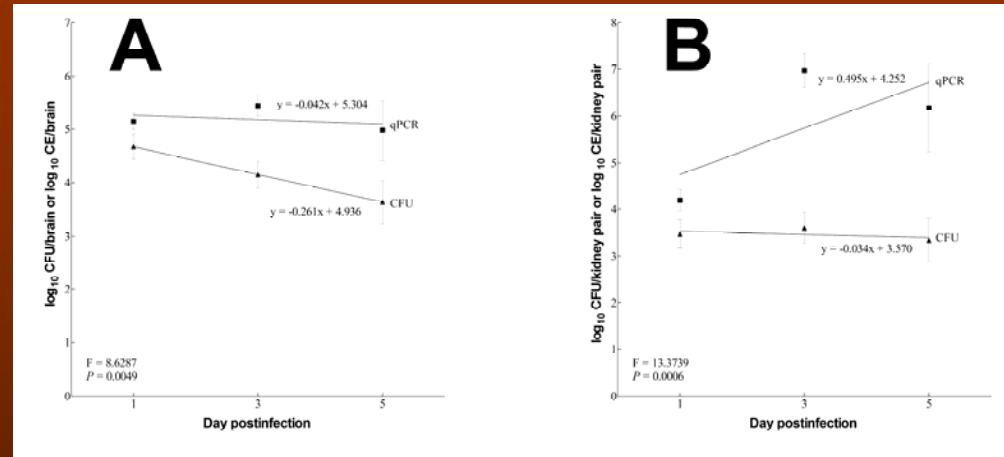 A
7
6
5
4
3
2
1
0
log₁₀ CFU/brain or log₁₀ CE/brain
y = -0.042x + 5.304
qPCR
CFU
y = -0.261x + 4.936
F = 8.6287
P = 0.0049
1 3 5
Day postinfection
B
8
7
6
5
4
3
2
1
0
log₁₀ CFU/kidney pair or log₁₀ CE/kidney pair
y = 0.495x + 4.252
qPCR
CFU
y = -0.034x + 3.570
F = 13.3739
P = 0.0006
1 3 5
Day postinfection